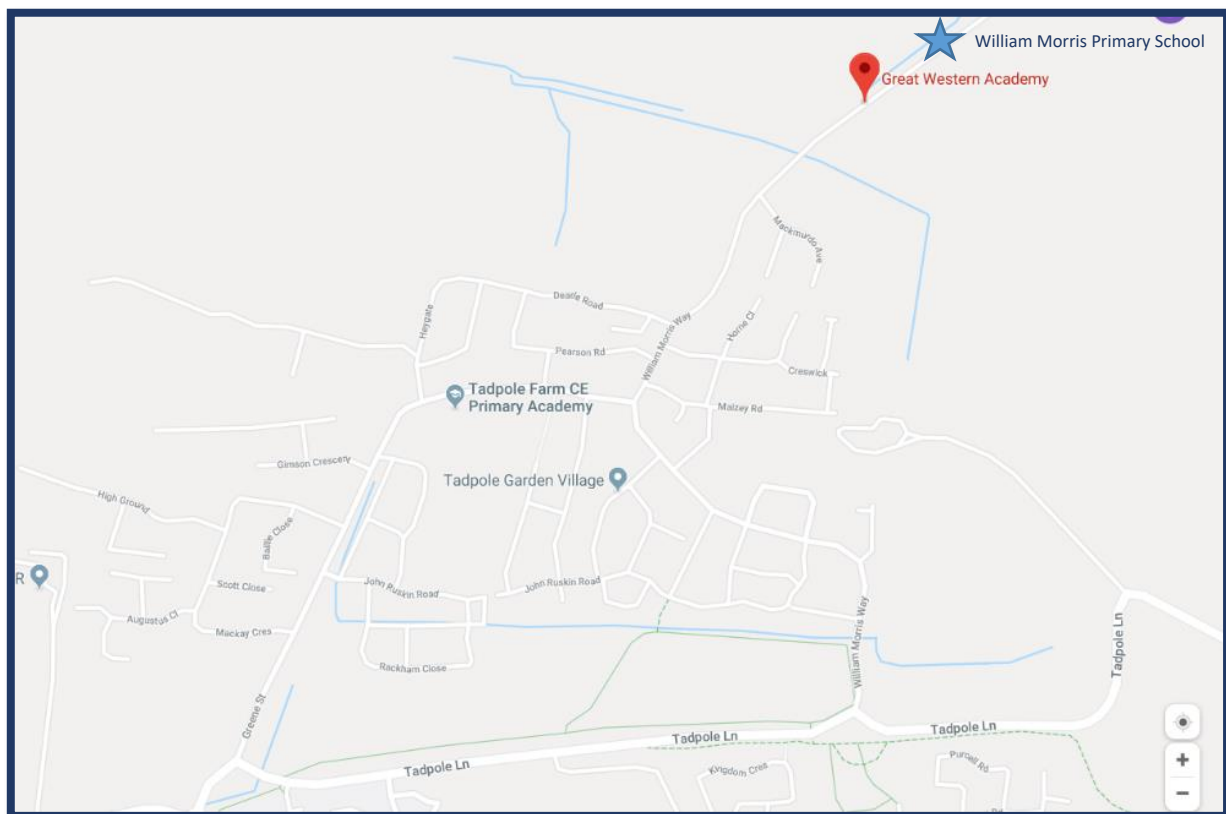 William Morris Primary School
Great Western Academy
Mackmurdo Ave
Dearle Road
Heygate
William Morris Way
Horne Cl
Pearson Rd
Creswick
Tadpole Farm CE
Primary Academy
Malzey Rd
Gimson Crescent
Tadpole Garden Village
High Ground
Baillie Close
R
Scott Close
John Ruskin Road
John Ruskin Road
Augustus Cl
Mackay Cres
William Morris Way
Tadpole Ln
Rackham Close
Greene St
Tadpole Ln
Tadpole Ln
Tadpole Ln
Kingdom Cres
Purcell Rd
+
−